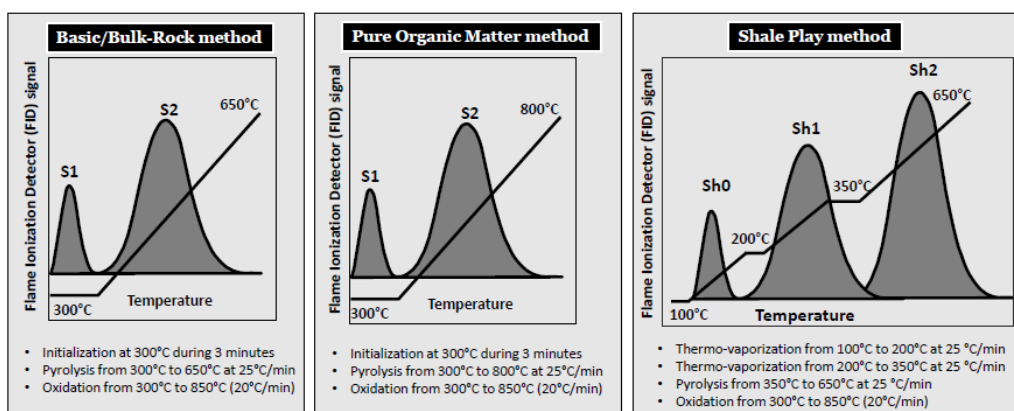 Basic/Bulk-Rock method
Flame Ionization Detector (FID) signal
S1
S2
650°C
300°C
Temperature
• Initialization at 300°C during 3 minutes
• Pyrolysis from 300°C to 650°C at 25°C/min
• Oxidation from 300°C to 850°C (20°C/min)
Pure Organic Matter method
Flame Ionization Detector (FID) signal
S1
S2
800°C
300°C
Temperature
• Initialization at 300°C during 3 minutes
• Pyrolysis from 300°C to 800°C at 25°C/min
• Oxidation from 300°C to 850°C (20°C/min)
Shale Play method
Flame Ionization Detector (FID) signal
Sh0
Sh1
Sh2
650°C
350°C
200°C
100°C
Temperature
• Thermo-vaporization from 100°C to 200°C at 25 °C/min
• Thermo-vaporization from 200°C to 350°C at 25 °C/min
• Pyrolysis from 350°C to 650°C at 25 °C/min
• Oxidation from 300°C to 850°C (20°C/min)